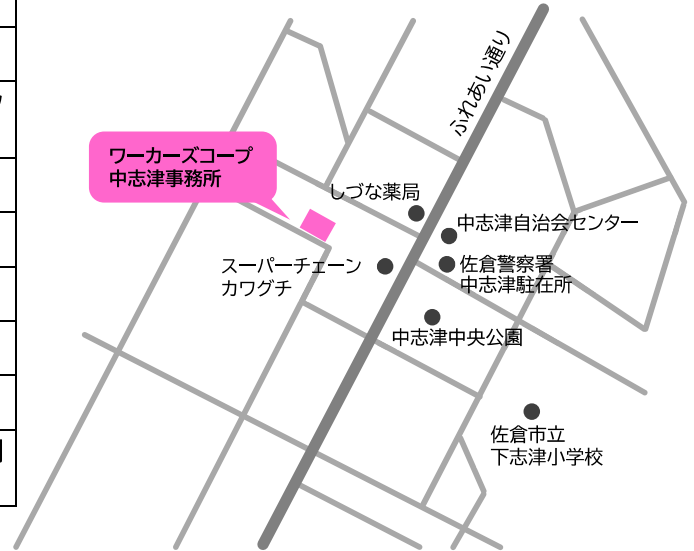 ふれあい通り
ワーカーズコープ
中志津事務所
しづな薬局
中志津自治会センター
スーパーチェーン
カワグチ
佐倉警察署
中志津駐在所
中志津中央公園
佐倉市立
下志津小学校